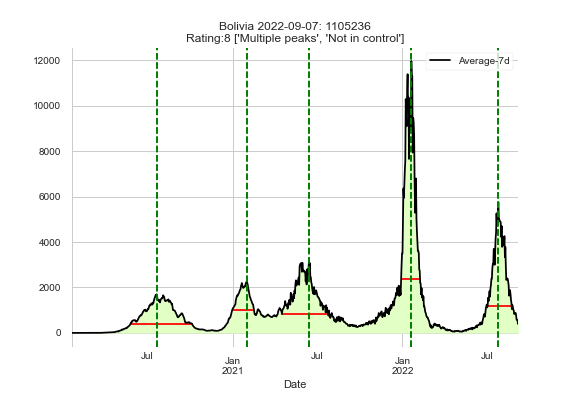 Bolivia 2022-09-07: 1105236
Rating:8 ['Multiple peaks', 'Not in control']
Average-7d
12000
10000
8000
6000
4000
2000
0
Jul
Jan
2021
Jul
Jan
2022
Jul
Date